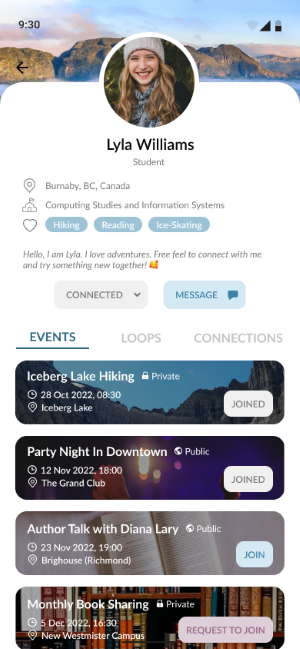 9:30
Lyla Williams
Student
Burnaby, BC, Canada
Computing Studies and Information Systems
Hiking Reading Ice-Skating
Hello, I am Lyla. I love adventures. Free feel to connect with me
and try something new together! 🥰
CONNECTED MESSAGE
EVENTS LOOPS CONNECTIONS
Iceberg Lake Hiking Private
28 Oct 2022, 08:30
Iceberg Lake
JOINED
Party Night In Downtown Public
12 Nov 2022, 18:00
The Grand Club
JOINED
Author Talk with Diana Lary Public
23 Nov 2022, 19:00
Brighouse (Richmond)
JOIN
Monthly Book Sharing Private
5 Dec 2022, 16:30
New Westmister Campus
REQUEST TO JOIN